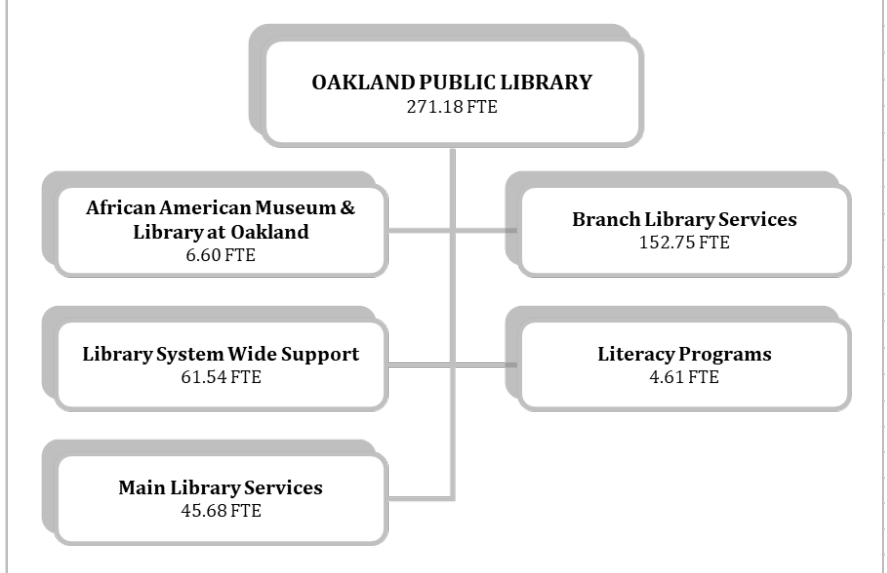 OAKLAND PUBLIC LIBRARY
271.18 FTE
African American Museum &
Library at Oakland
6.60 FTE
Branch Library Services
152.75 FTE
Library System Wide Support
61.54 FTE
Literacy Programs
4.61 FTE
Main Library Services
45.68 FTE